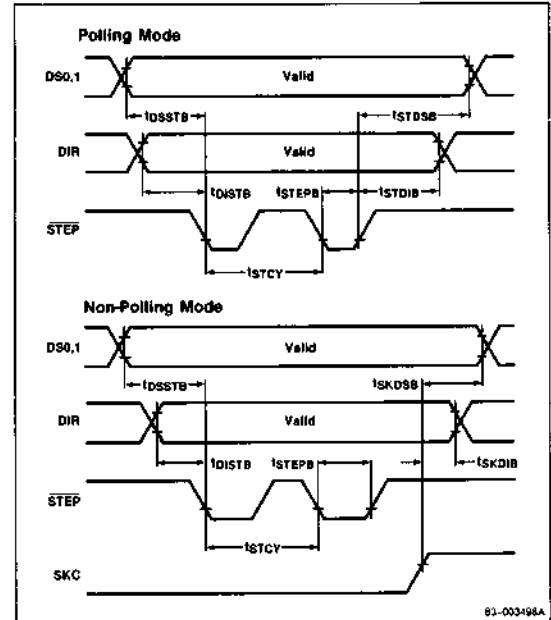 Polling Mode
DS0,1 Valid
tDSSTB tSTDSB
DIR Valid
tDISTB tSTEPB tSTDIB
STEP
tSTCY
Non-Polling Mode
DS0,1 Valid
tDSSTB tSKDSB
DIR Valid
tDISTB tSTEPB tSKDIB
STEP
tSTCY
SKC
83-003498A